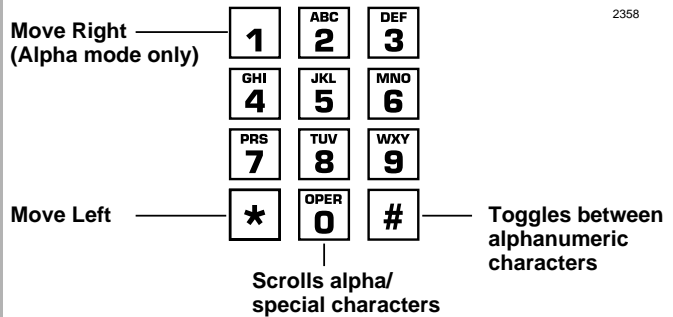 2358
Move Right
(Alpha mode only)
1
ABC
2
DEF
3
GHI
4
JKL
5
MNO
6
PRS
7
TUV
8
WXY
9
Move Left
*
OPER
0
#
Toggles between
alphanumeric
characters
Scrolls alpha/
special characters